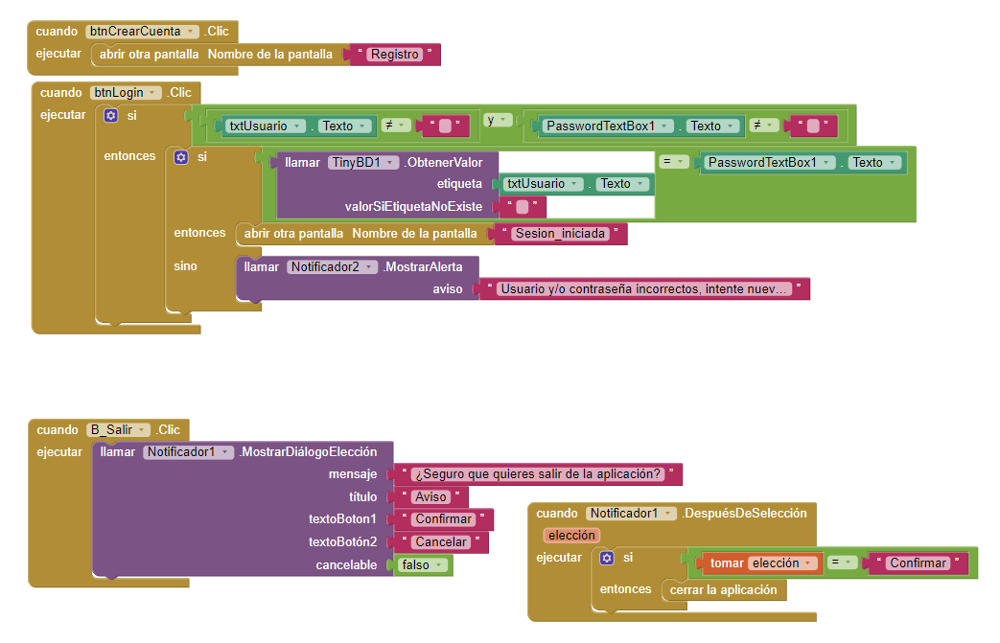 cuando btnCrearCuenta .Clic
ejecutar abrir otra pantalla Nombre de la pantalla " Registro "
cuando btnLogin .Clic
ejecutar si txtUsuario . Texto ≠ " " y PasswordTextBox1 . Texto ≠ " "
entonces si llamar TinyBD1 .ObtenerValor = PasswordTextBox1 . Texto
etiqueta txtUsuario . Texto
valorSiEtiquetaNoExiste " "
entonces abrir otra pantalla Nombre de la pantalla " Sesion_iniciada "
sino llamar Notificador2 .MostrarAlerta
aviso " Usuario y/o contraseña incorrectos, intente nuev... "
cuando B_Salir .Clic
ejecutar llamar Notificador1 .MostrarDiálogoElección
mensaje " ¿Seguro que quieres salir de la aplicación? "
título " Aviso "
textoBoton1 " Confirmar "
textoBotón2 " Cancelar "
cancelable falso
cuando Notificador1 .DespuésDeSelección
elección
ejecutar si tomar elección = " Confirmar "
entonces cerrar la aplicación